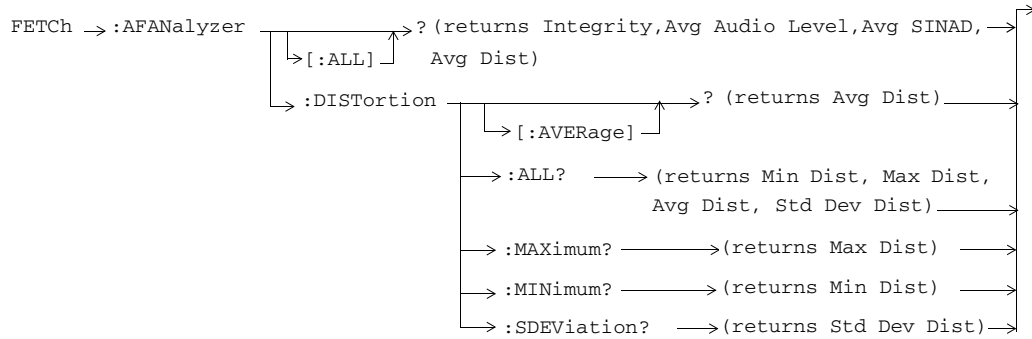 FETCh :AFANalyzer ? (returns Integrity,Avg Audio Level,Avg SINAD,
[:ALL] Avg Dist)
:DISTortion ? (returns Avg Dist)
[:AVERage]
:ALL? (returns Min Dist, Max Dist,
Avg Dist, Std Dev Dist)
:MAXimum? (returns Max Dist)
:MINimum? (returns Min Dist)
:SDEViation? (returns Std Dev Dist)